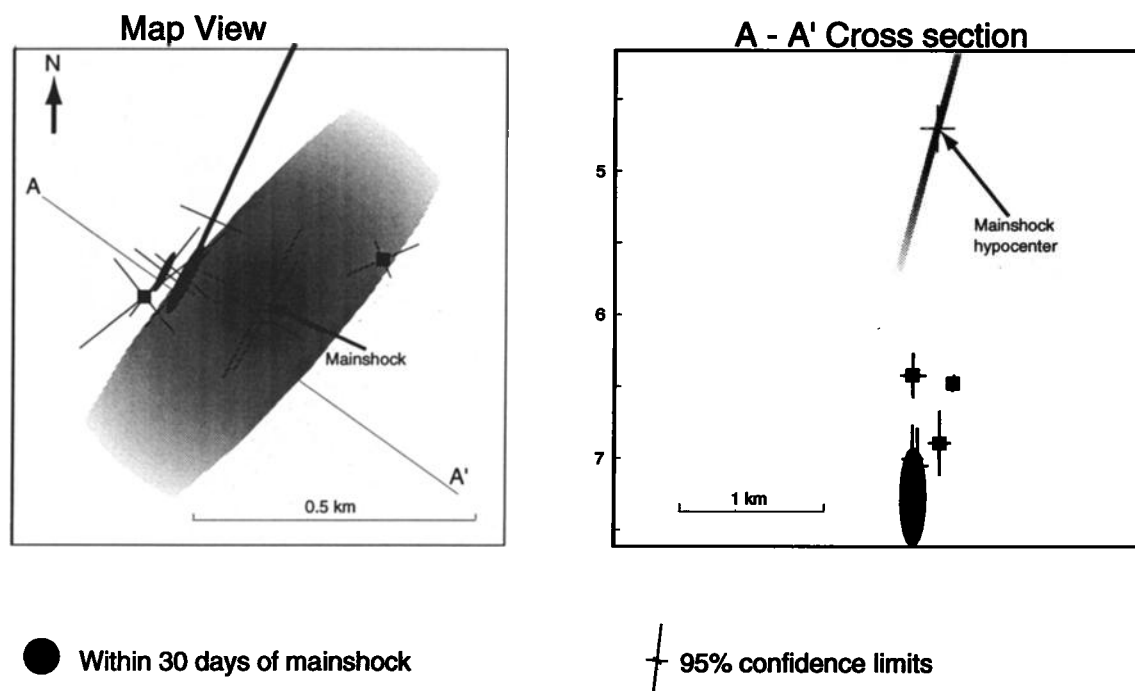 Map View
N
A
Mainshock
A'
0.5 km
A - A' Cross section
5
6
7
Mainshock
hypocenter
1 km
Within 30 days of mainshock
95% confidence limits